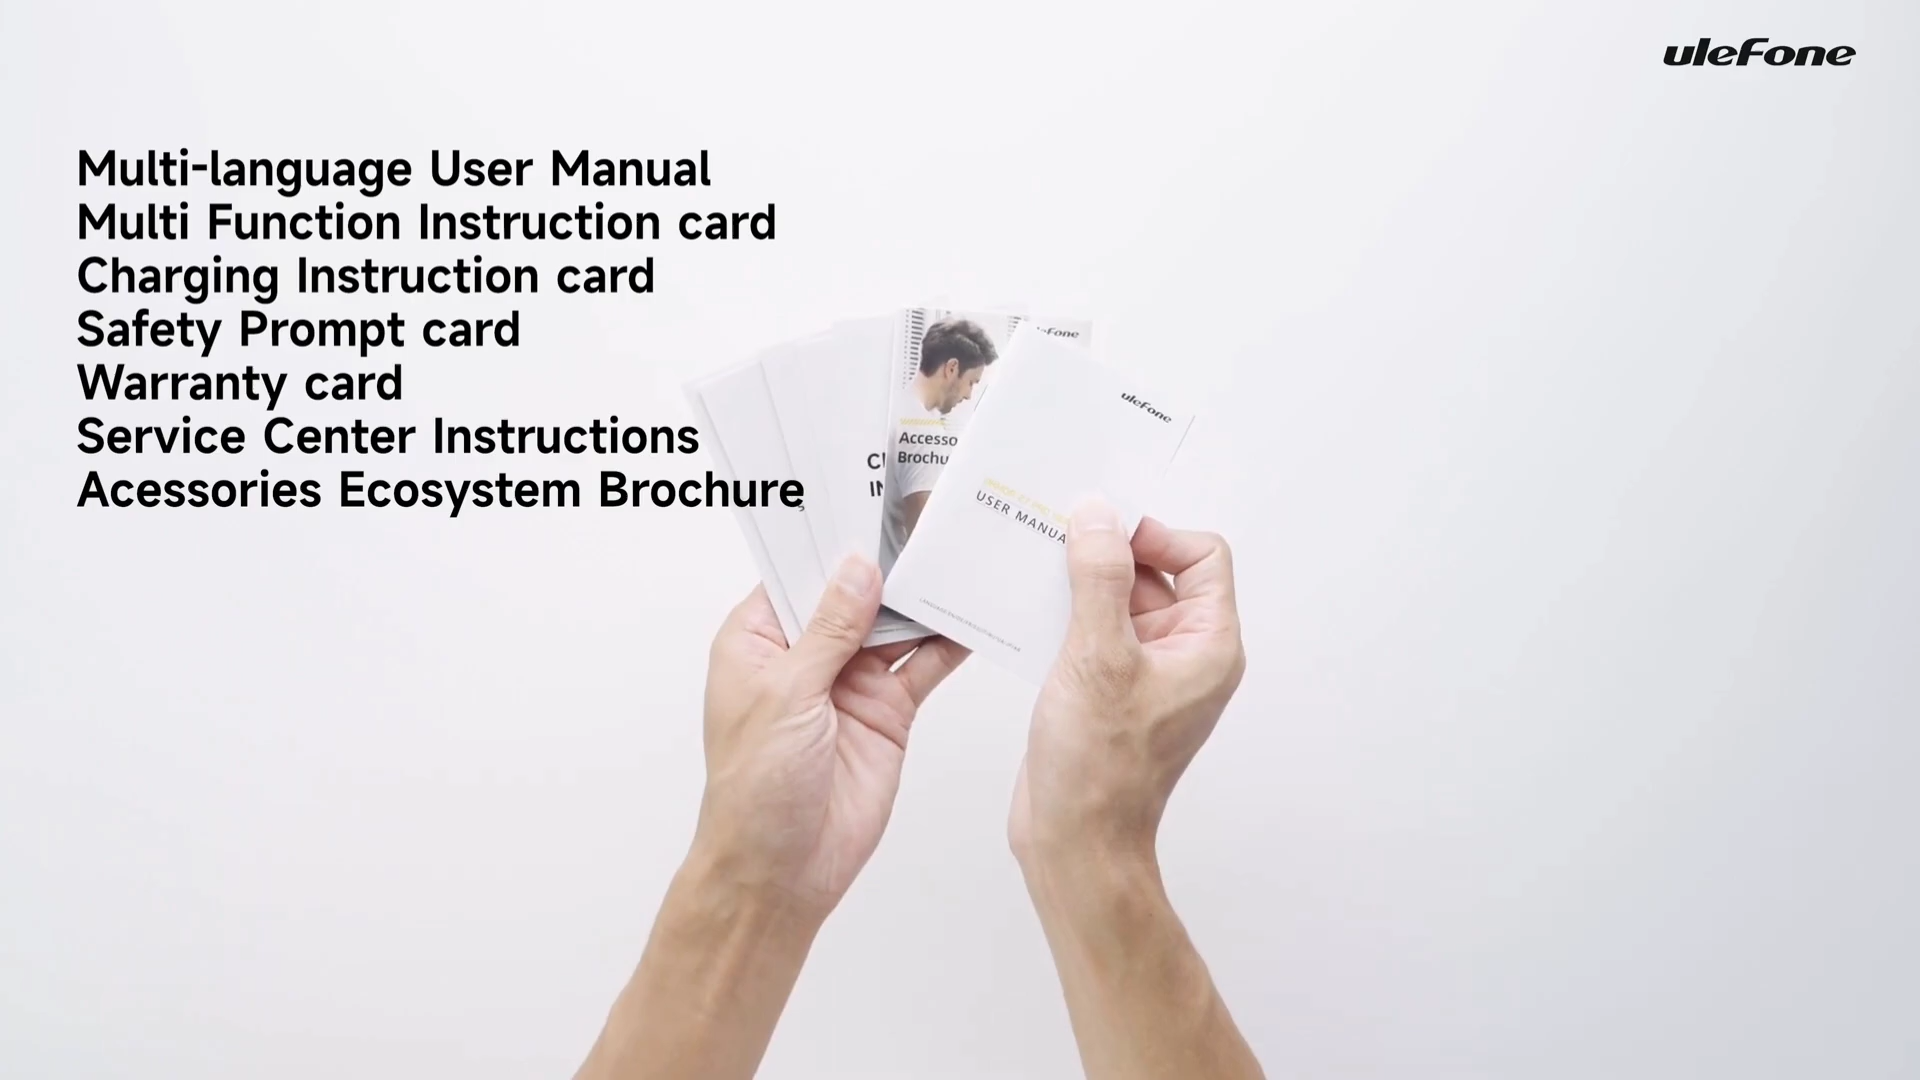 uleFone
Multi-language User Manual
Multi Function Instruction card
Charging Instruction card
Safety Prompt card
Warranty card
Service Center Instructions
Acessories Ecosystem Brochure
uleFone
Accesso
Brochu
USER MANUA